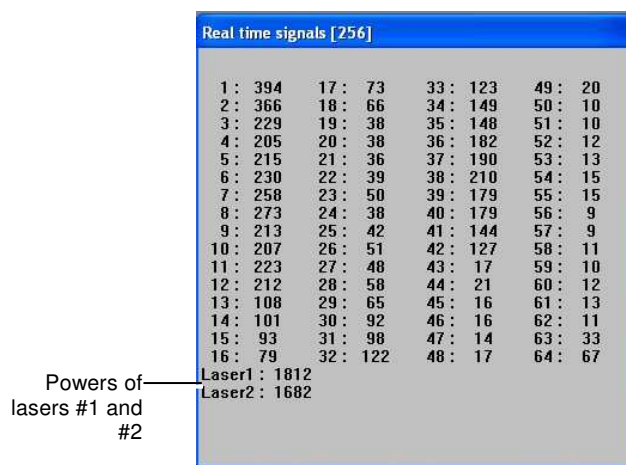 Real time signals [256]
1 : 394 17 : 73 33 : 123 49 : 20
2 : 366 18 : 66 34 : 149 50 : 10
3 : 229 19 : 38 35 : 148 51 : 10
4 : 205 20 : 38 36 : 182 52 : 12
5 : 215 21 : 36 37 : 190 53 : 13
6 : 230 22 : 39 38 : 210 54 : 15
7 : 258 23 : 50 39 : 179 55 : 15
8 : 273 24 : 38 40 : 179 56 : 9
9 : 213 25 : 42 41 : 144 57 : 9
10 : 207 26 : 51 42 : 127 58 : 11
11 : 223 27 : 48 43 : 17 59 : 10
12 : 212 28 : 58 44 : 21 60 : 12
13 : 108 29 : 65 45 : 16 61 : 13
14 : 101 30 : 92 46 : 16 62 : 11
15 : 93 31 : 98 47 : 14 63 : 33
16 : 79 32 : 122 48 : 17 64 : 67
Laser1 : 1812
Laser2 : 1682
Powers of
lasers #1 and
#2